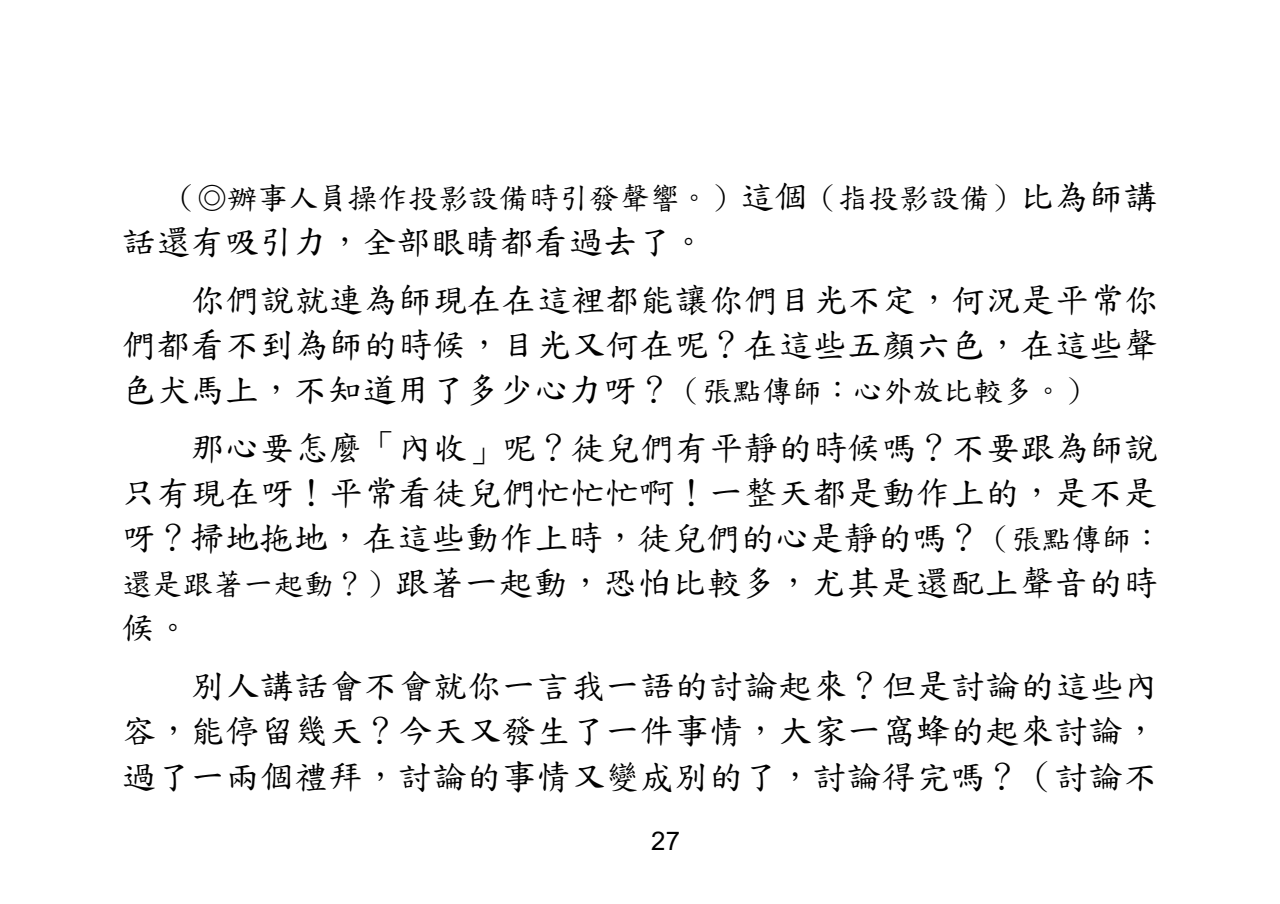 （◎辦事人員操作投影設備時引發聲響。）這個（指投影設備）比為師講
話還有吸引力，全部眼睛都看過去了。
你們說就連為師現在在這裡都能讓你們目光不定，何況是平常你
們都看不到為師的時候，目光又何在呢？在這些五顏六色，在這些聲
色犬馬上，不知道用了多少心力呀？（張點傳師：心外放比較多。）
那心要怎麼「內收」呢？徒兒們有平靜的時候嗎？不要跟為師說
只有現在呀！平常看徒兒們忙忙忙啊！一整天都是動作上的，是不是
呀？掃地拖地，在這些動作上時，徒兒們的心是靜的嗎？（張點傳師：
還是跟著一起動？）跟著一起動，恐怕比較多，尤其是還配上聲音的時
候。
別人講話會不會就你一言我一語的討論起來？但是討論的這些內
容，能停留幾天？今天又發生了一件事情，大家一窩蜂的起來討論，
過了一兩個禮拜，討論的事情又變成別的了，討論得完嗎？（討論不
27